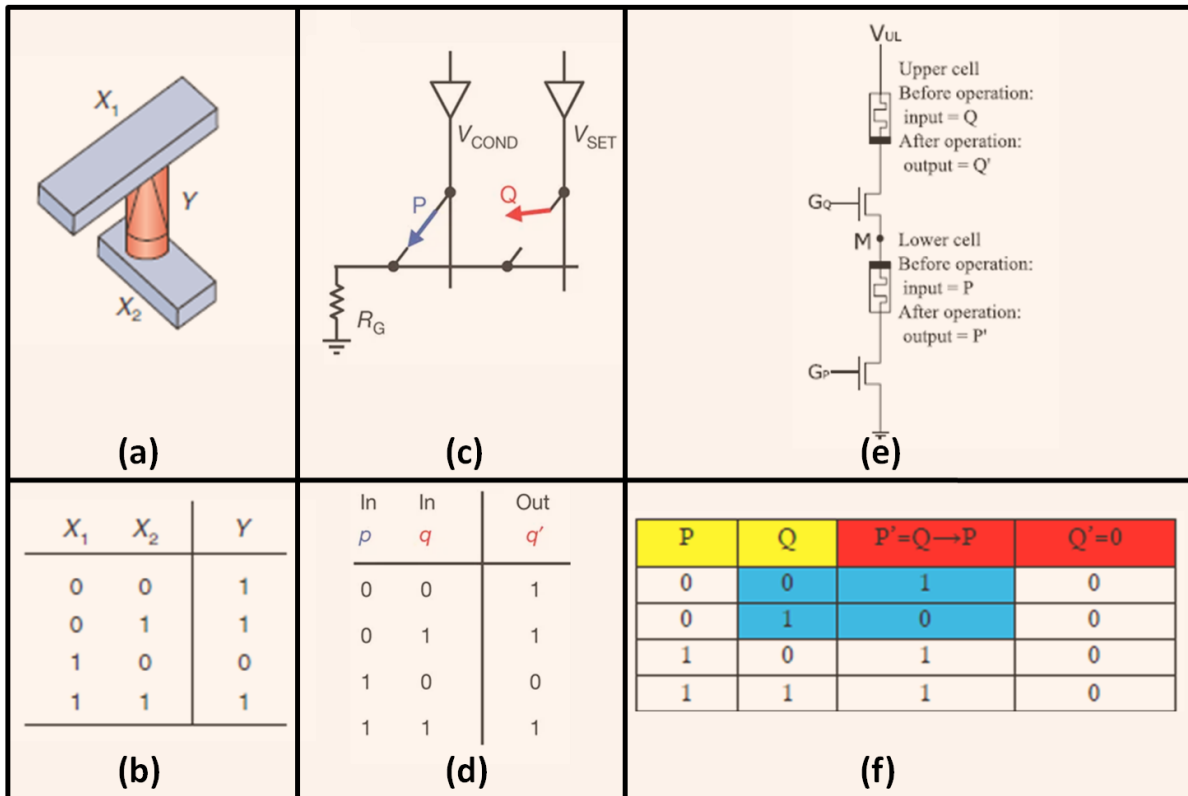 X1
Y
X2
(a)
X1 X2 Y
0 0 1
0 1 1
1 0 0
1 1 1
(b)
VCOND VSET
P Q
RG
(c)
In In Out
p q q'
0 0 1
0 1 1
1 0 0
1 1 1
(d)
VUL
Upper cell
Before operation:
input = Q
After operation:
output = Q'
GQ
M Lower cell
Before operation:
input = P
After operation:
output = P'
GP
(e)
P Q P'=Q→P Q'=0
0 0 1 0
0 1 0 0
1 0 1 0
1 1 1 0
(f)